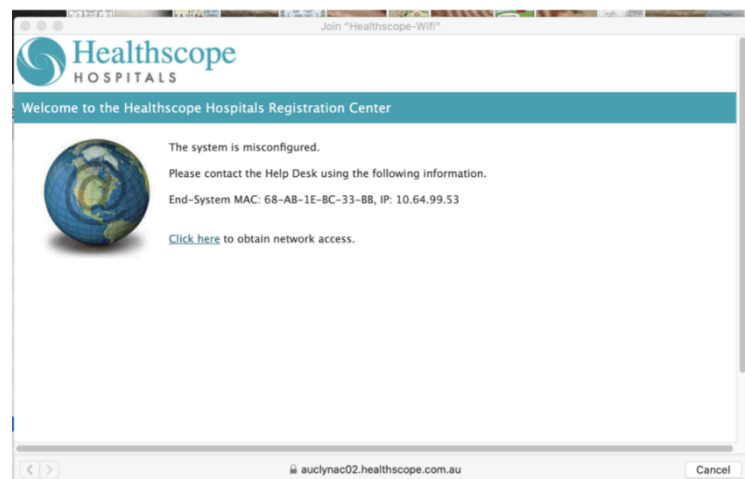 Join "Healthscope-Wifi"
Healthscope
HOSPITALS
Welcome to the Healthscope Hospitals Registration Center
The system is misconfigured.
Please contact the Help Desk using the following information.
End-System MAC: 68-AB-1E-BC-33-BB, IP: 10.64.99.53
Click here to obtain network access.
auclynac02.healthscope.com.au
Cancel